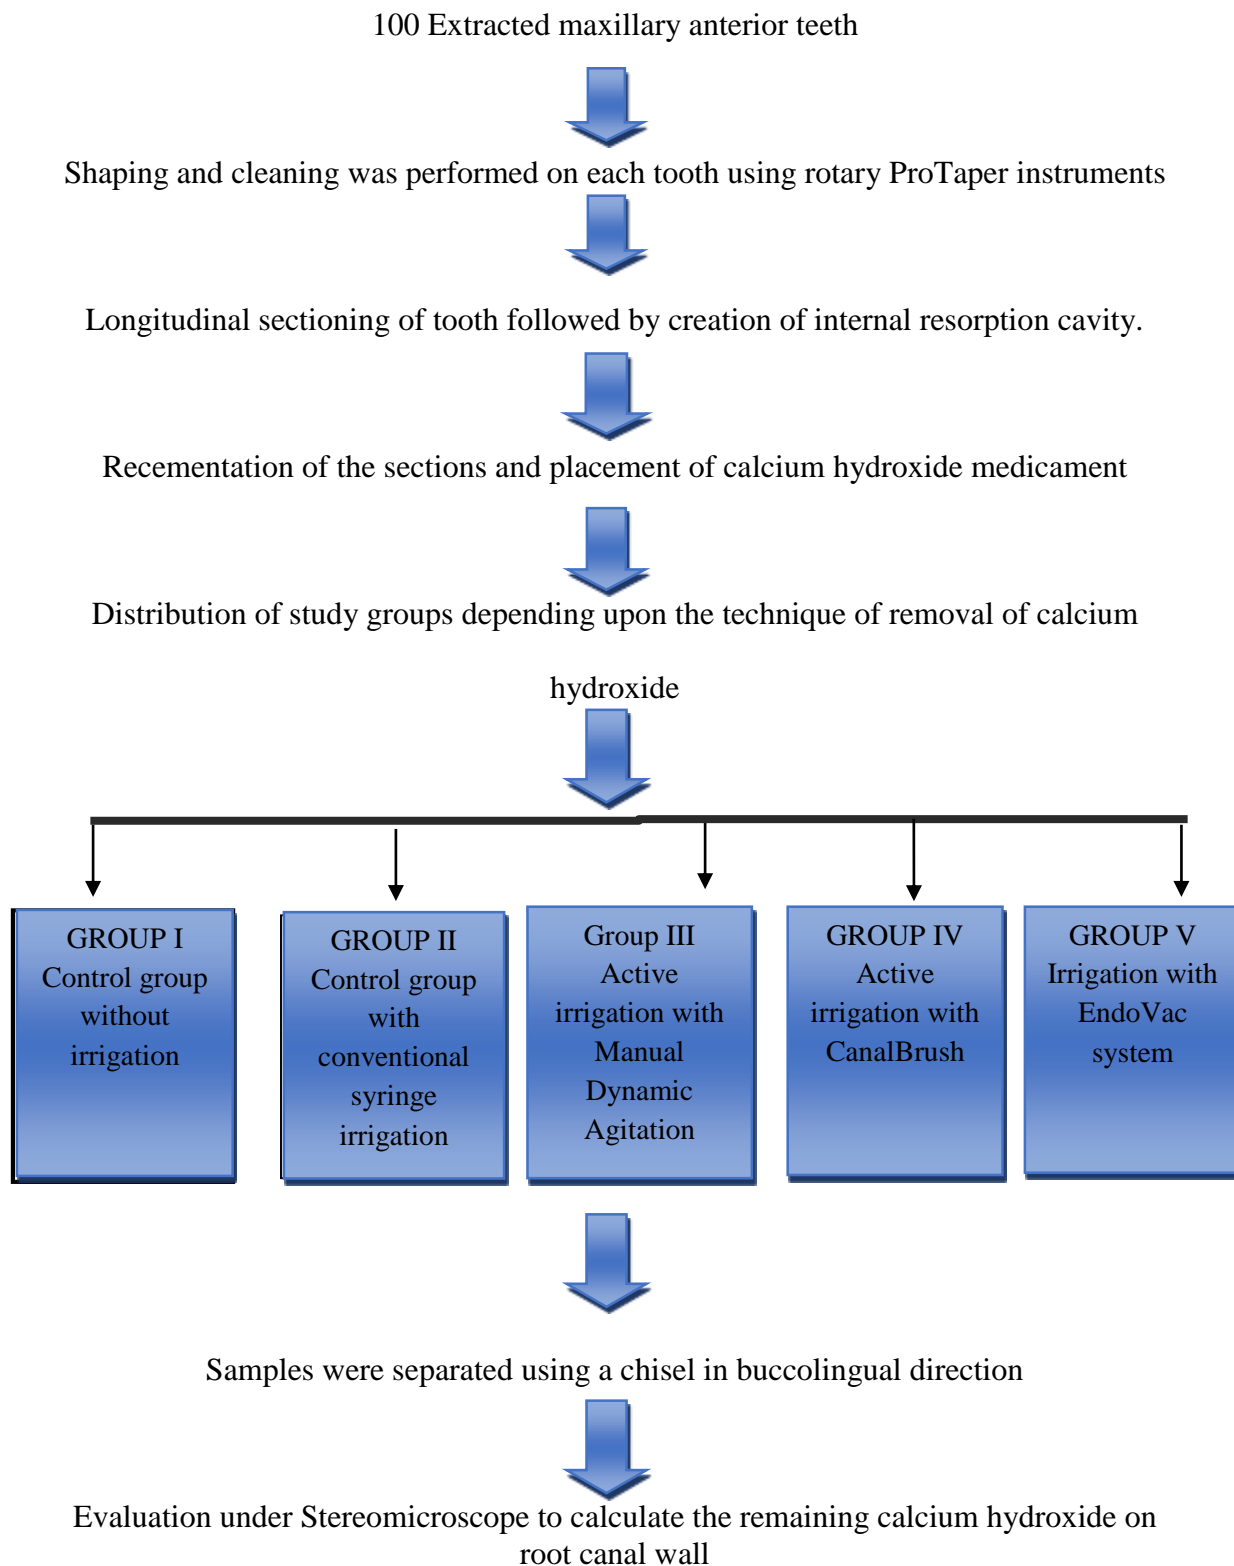 100 Extracted maxillary anterior teeth
Shaping and cleaning was performed on each tooth using rotary ProTaper instruments
Longitudinal sectioning of tooth followed by creation of internal resorption cavity.
Recementation of the sections and placement of calcium hydroxide medicament
Distribution of study groups depending upon the technique of removal of calcium
hydroxide
GROUP I
Control group
without
irrigation
GROUP II
Control group
with
conventional
syringe
irrigation
Group III
Active
irrigation with
Manual
Dynamic
Agitation
GROUP IV
Active
irrigation with
CanalBrush
GROUP V
Irrigation with
EndoVac
system
Samples were separated using a chisel in buccolingual direction
Evaluation under Stereomicroscope to calculate the remaining calcium hydroxide on
root canal wall